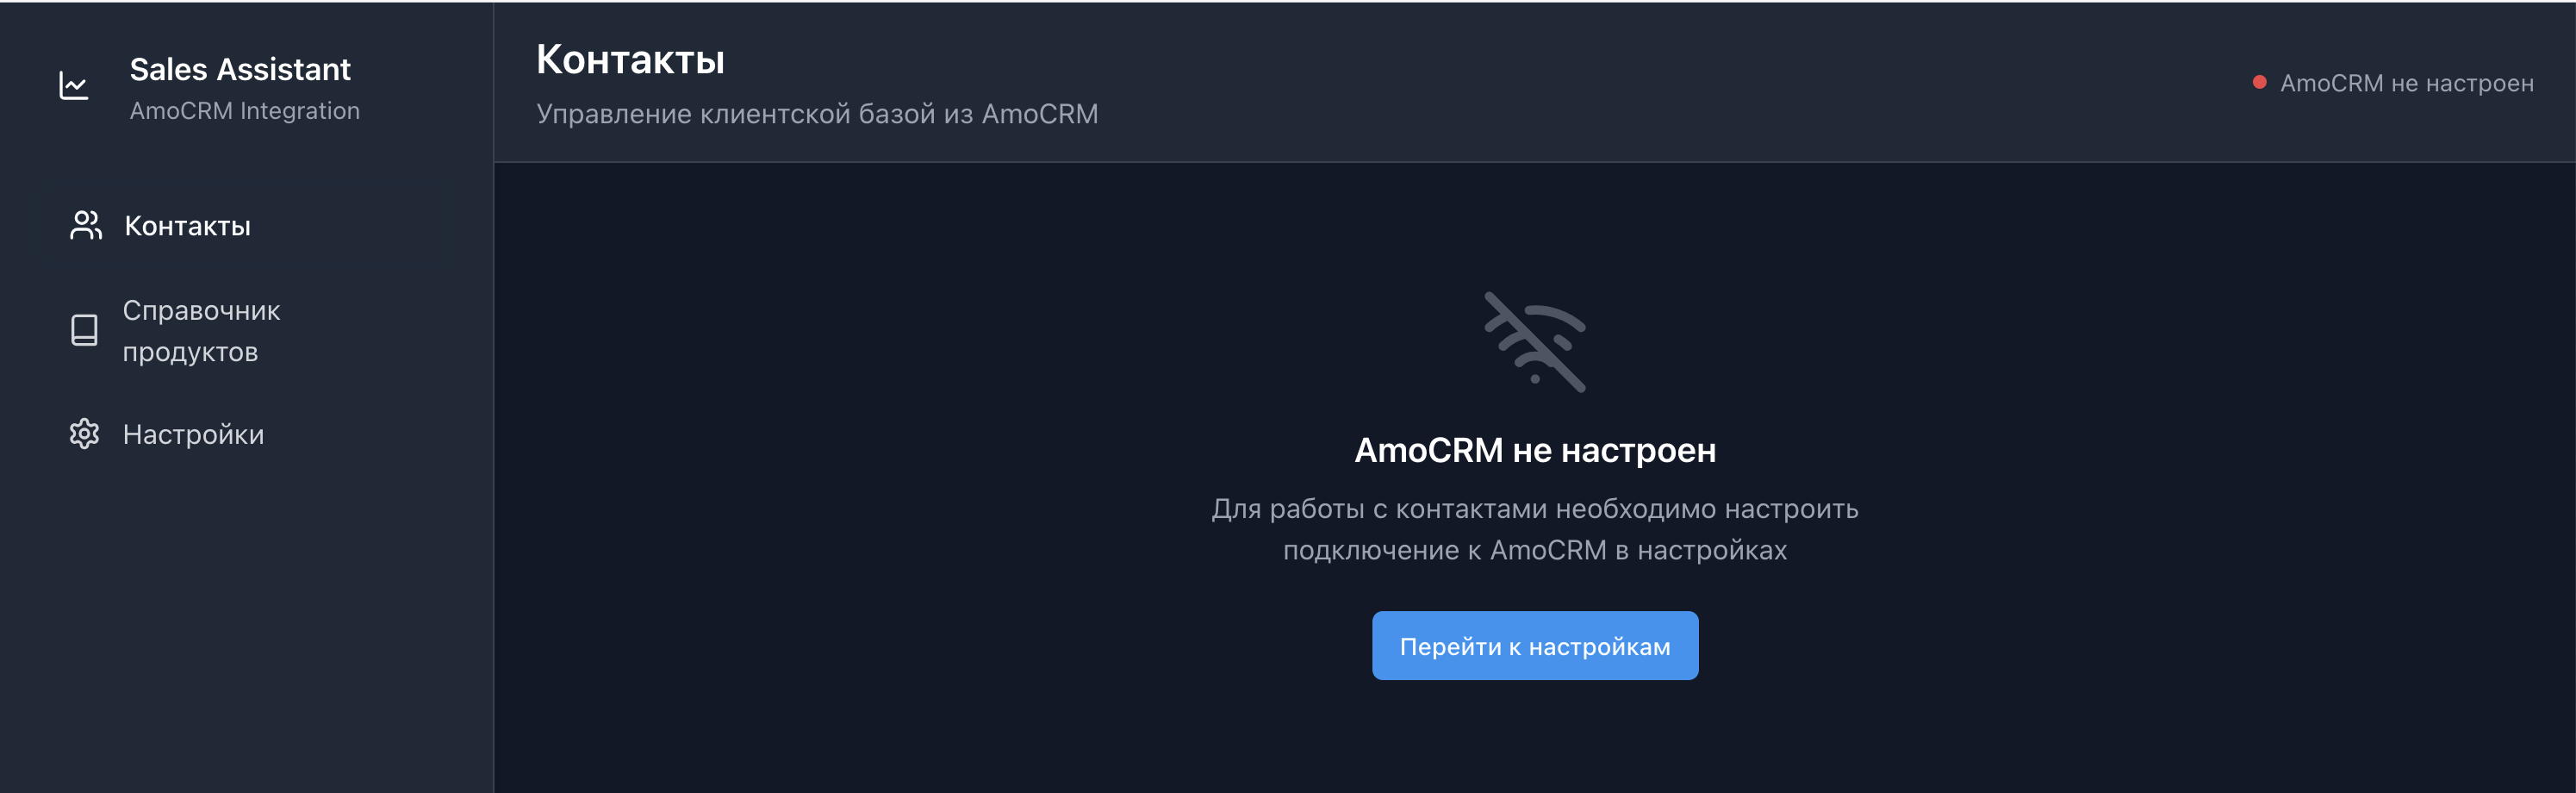 Sales Assistant
AmoCRM Integration
Контакты
Справочник
продуктов
Настройки
Контакты
Управление клиентской базой из AmoCRM
AmoCRM не настроен
AmoCRM не настроен
Для работы с контактами необходимо настроить
подключение к AmoCRM в настройках
Перейти к настройкам